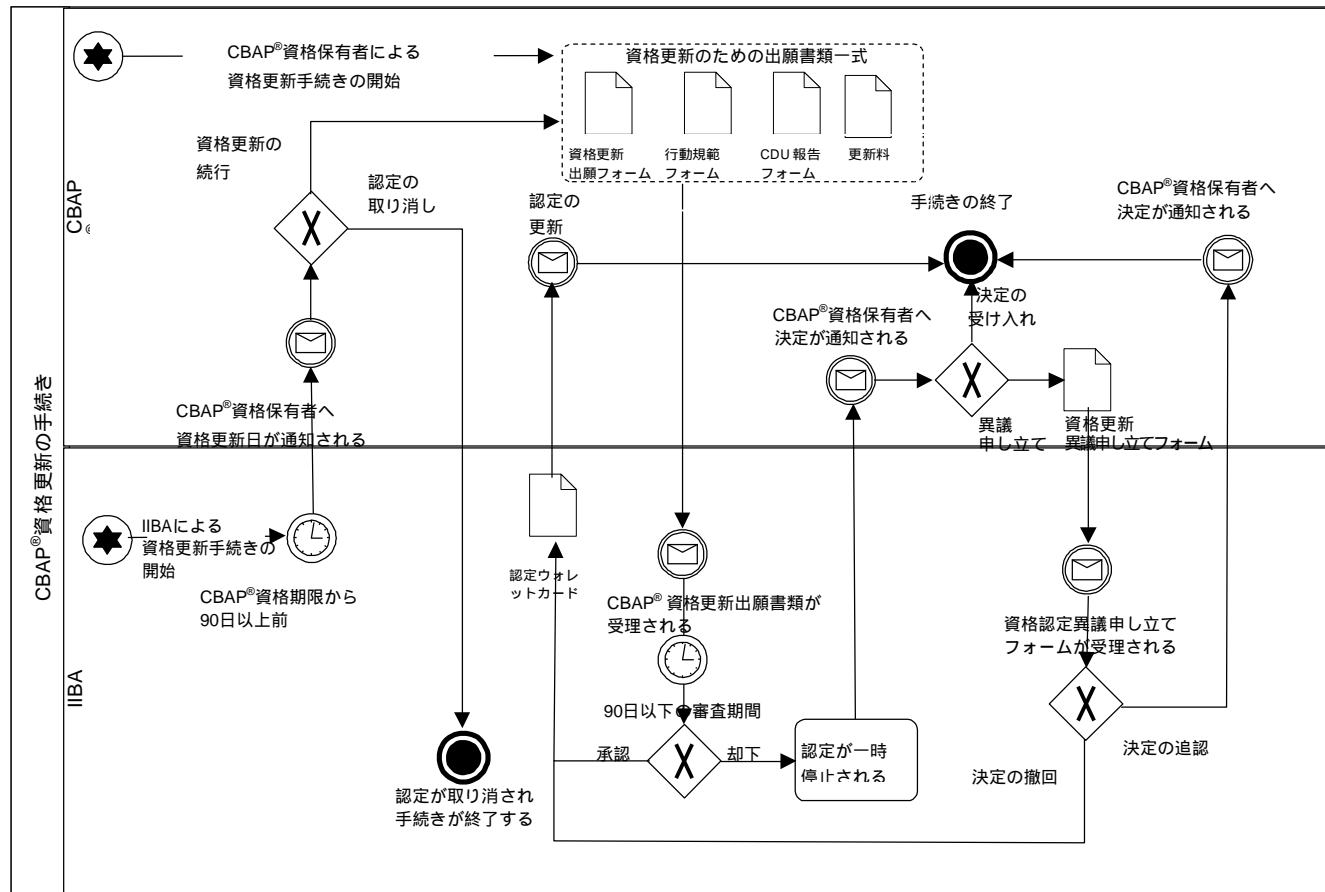 CBAP®資格更新の手続き
CBAP
®
IIBA
CBAP®資格保有者による
資格更新手続きの開始
資格更新のための出願書類一式
資格更新
出願フォーム
行動規範
フォーム
CDU報告
フォーム
更新料
資格更新の
続行
認定の
取り消し
認定の
更新
手続きの終了
CBAP®資格保有者へ
決定が通知される
CBAP®資格保有者へ
決定が通知される
決定の
受け入れ
CBAP®資格保有者へ
資格更新日が通知される
異議
申し立て
資格更新
異議申し立てフォーム
IIBAによる
資格更新手続きの
開始
CBAP®資格期限から
90日以上前
認定ウォレ
ットカード
CBAP® 資格更新出願書類が
受理される
資格認定異議申し立て
フォームが受理される
90日以下の審査期間
承認
却下
認定が一時
停止される
決定の追認
決定の撤回
認定が取り消され
手続きが終了する